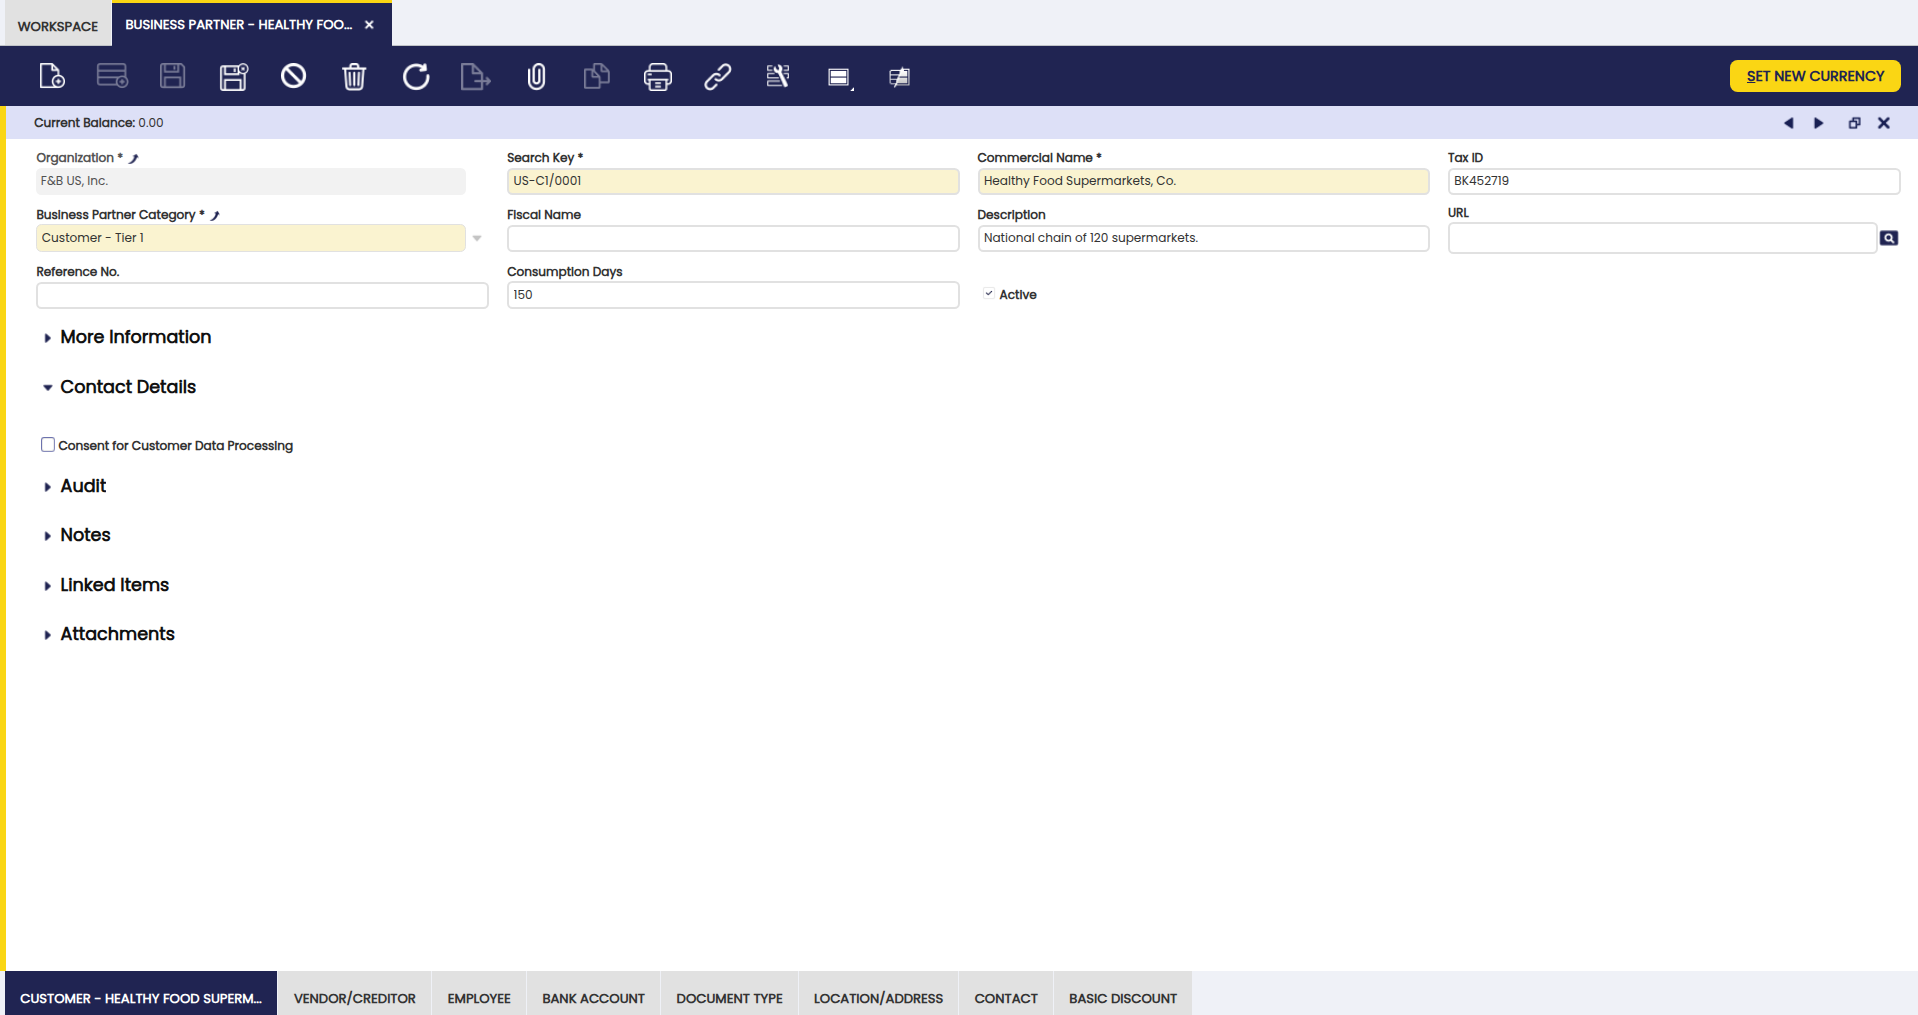 WORKSPACE
BUSINESS PARTNER - HEALTHY FOO...
SET NEW CURRENCY
Current Balance: 0.00
Organization *
Search Key *
Commercial Name *
Tax ID
F&B US, Inc.
US-C1/0001
Healthy Food Supermarkets, Co.
BK452719
Business Partner Category *
Fiscal Name
Description
URL
Customer - Tier 1
National chain of 120 supermarkets.
Reference No.
Consumption Days
150
Active
More Information
Contact Details
Consent for Customer Data Processing
Audit
Notes
Linked Items
Attachments
CUSTOMER - HEALTHY FOOD SUPERM...
VENDOR/CREDITOR
EMPLOYEE
BANK ACCOUNT
DOCUMENT TYPE
LOCATION/ADDRESS
CONTACT
BASIC DISCOUNT